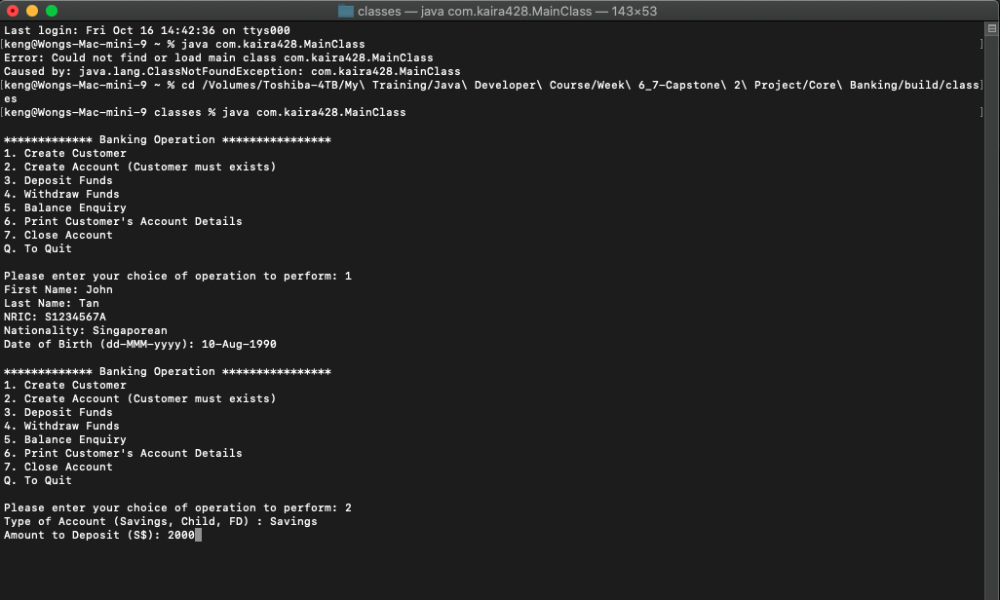 classes — java com.kaira428.MainClass — 143×53
Last login: Fri Oct 16 14:42:36 on ttys000
[keng@Wongs-Mac-mini-9 ~ % java com.kaira428.MainClass ]
Error: Could not find or load main class com.kaira428.MainClass
Caused by: java.lang.ClassNotFoundException: com.kaira428.MainClass
[keng@Wongs-Mac-mini-9 ~ % cd /Volumes/Toshiba-4TB/My\ Training/Java\ Developer\ Course/Week\ 6_7-Capstone\ 2\ Project/Core\ Banking/build/class]
es
[keng@Wongs-Mac-mini-9 classes % java com.kaira428.MainClass ]
************* Banking Operation ****************
1. Create Customer
2. Create Account (Customer must exists)
3. Deposit Funds
4. Withdraw Funds
5. Balance Enquiry
6. Print Customer's Account Details
7. Close Account
Q. To Quit
Please enter your choice of operation to perform: 1
First Name: John
Last Name: Tan
NRIC: S1234567A
Nationality: Singaporean
Date of Birth (dd-MMM-yyyy): 10-Aug-1990
************* Banking Operation ****************
1. Create Customer
2. Create Account (Customer must exists)
3. Deposit Funds
4. Withdraw Funds
5. Balance Enquiry
6. Print Customer's Account Details
7. Close Account
Q. To Quit
Please enter your choice of operation to perform: 2
Type of Account (Savings, Child, FD) : Savings
Amount to Deposit (S$): 2000